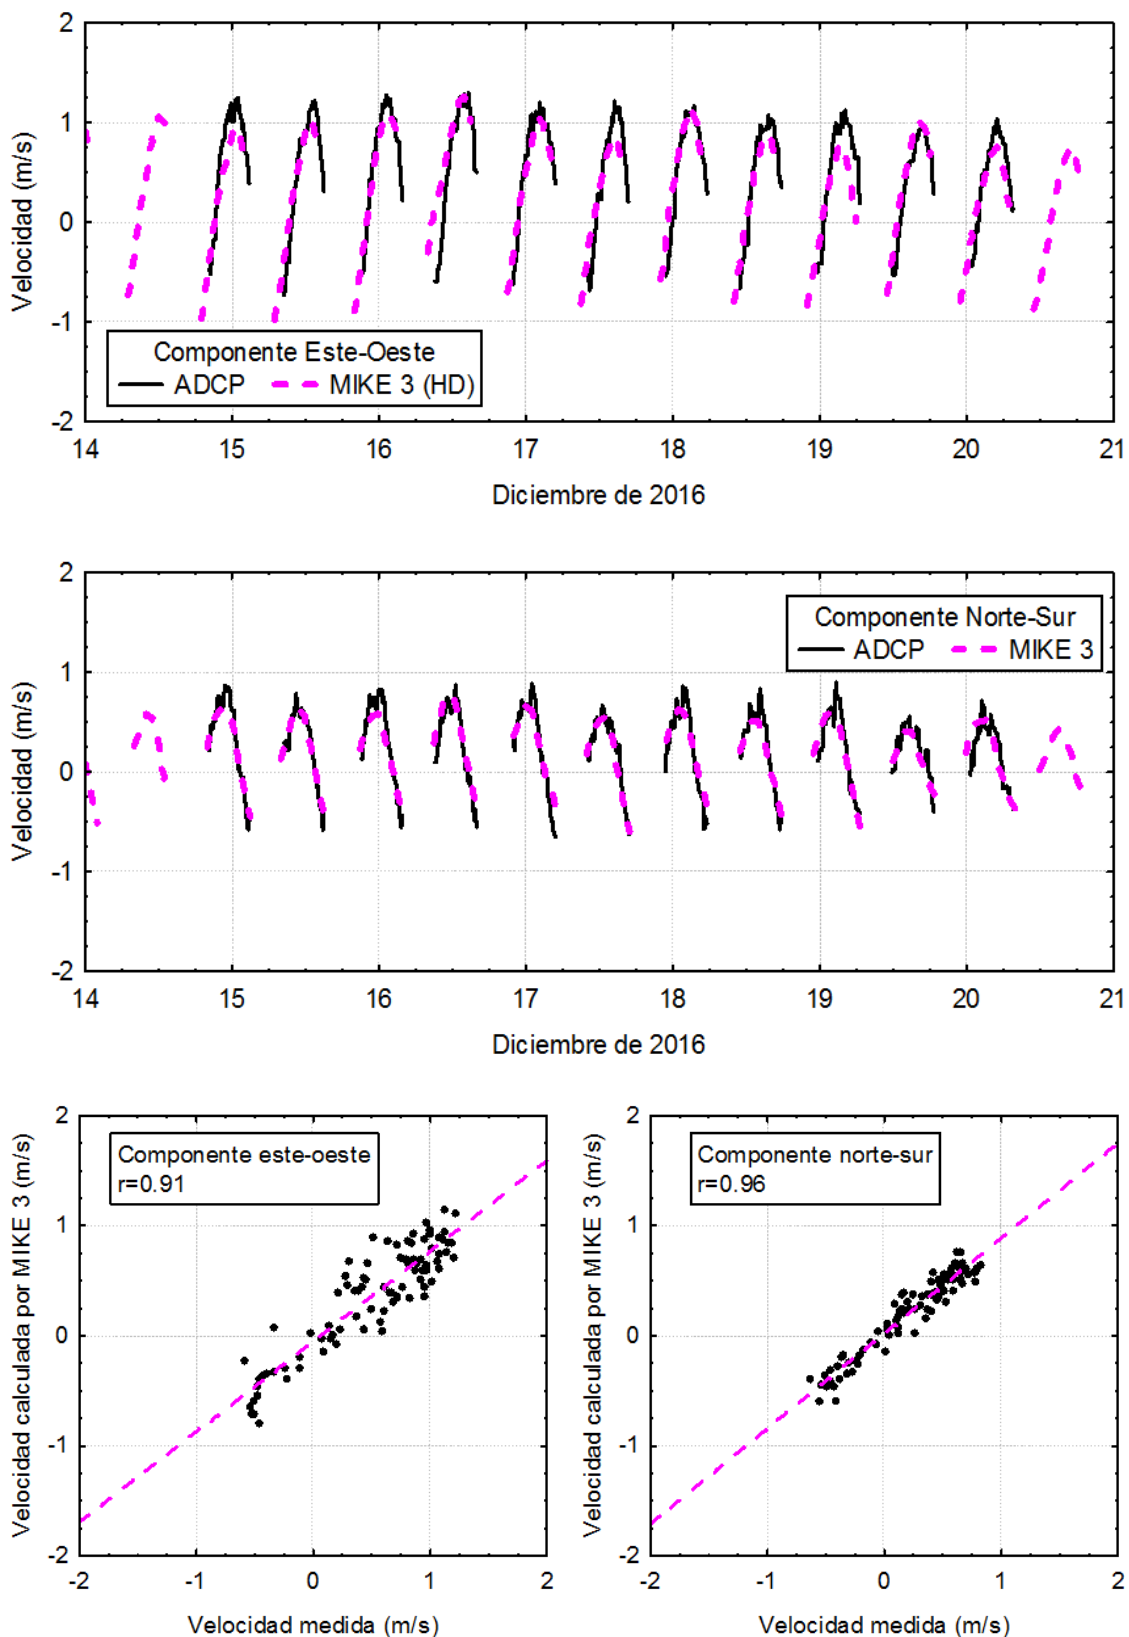 2
1
0
-1
-2
Velocidad (m/s)
Componente Este-Oeste
ADCP MIKE 3 (HD)
14 15 16 17 18 19 20 21
Diciembre de 2016
2
1
0
-1
-2
Velocidad (m/s)
Componente Norte-Sur
ADCP MIKE 3
14 15 16 17 18 19 20 21
Diciembre de 2016
2
1
0
-1
-2
Velocidad calculada por MIKE 3 (m/s)
Componente este-oeste
r=0.91
-2 -1 0 1 2
Velocidad medida (m/s)
2
1
0
-1
-2
Velocidad calculada por MIKE 3 (m/s)
Componente norte-sur
r=0.96
-2 -1 0 1 2
Velocidad medida (m/s)